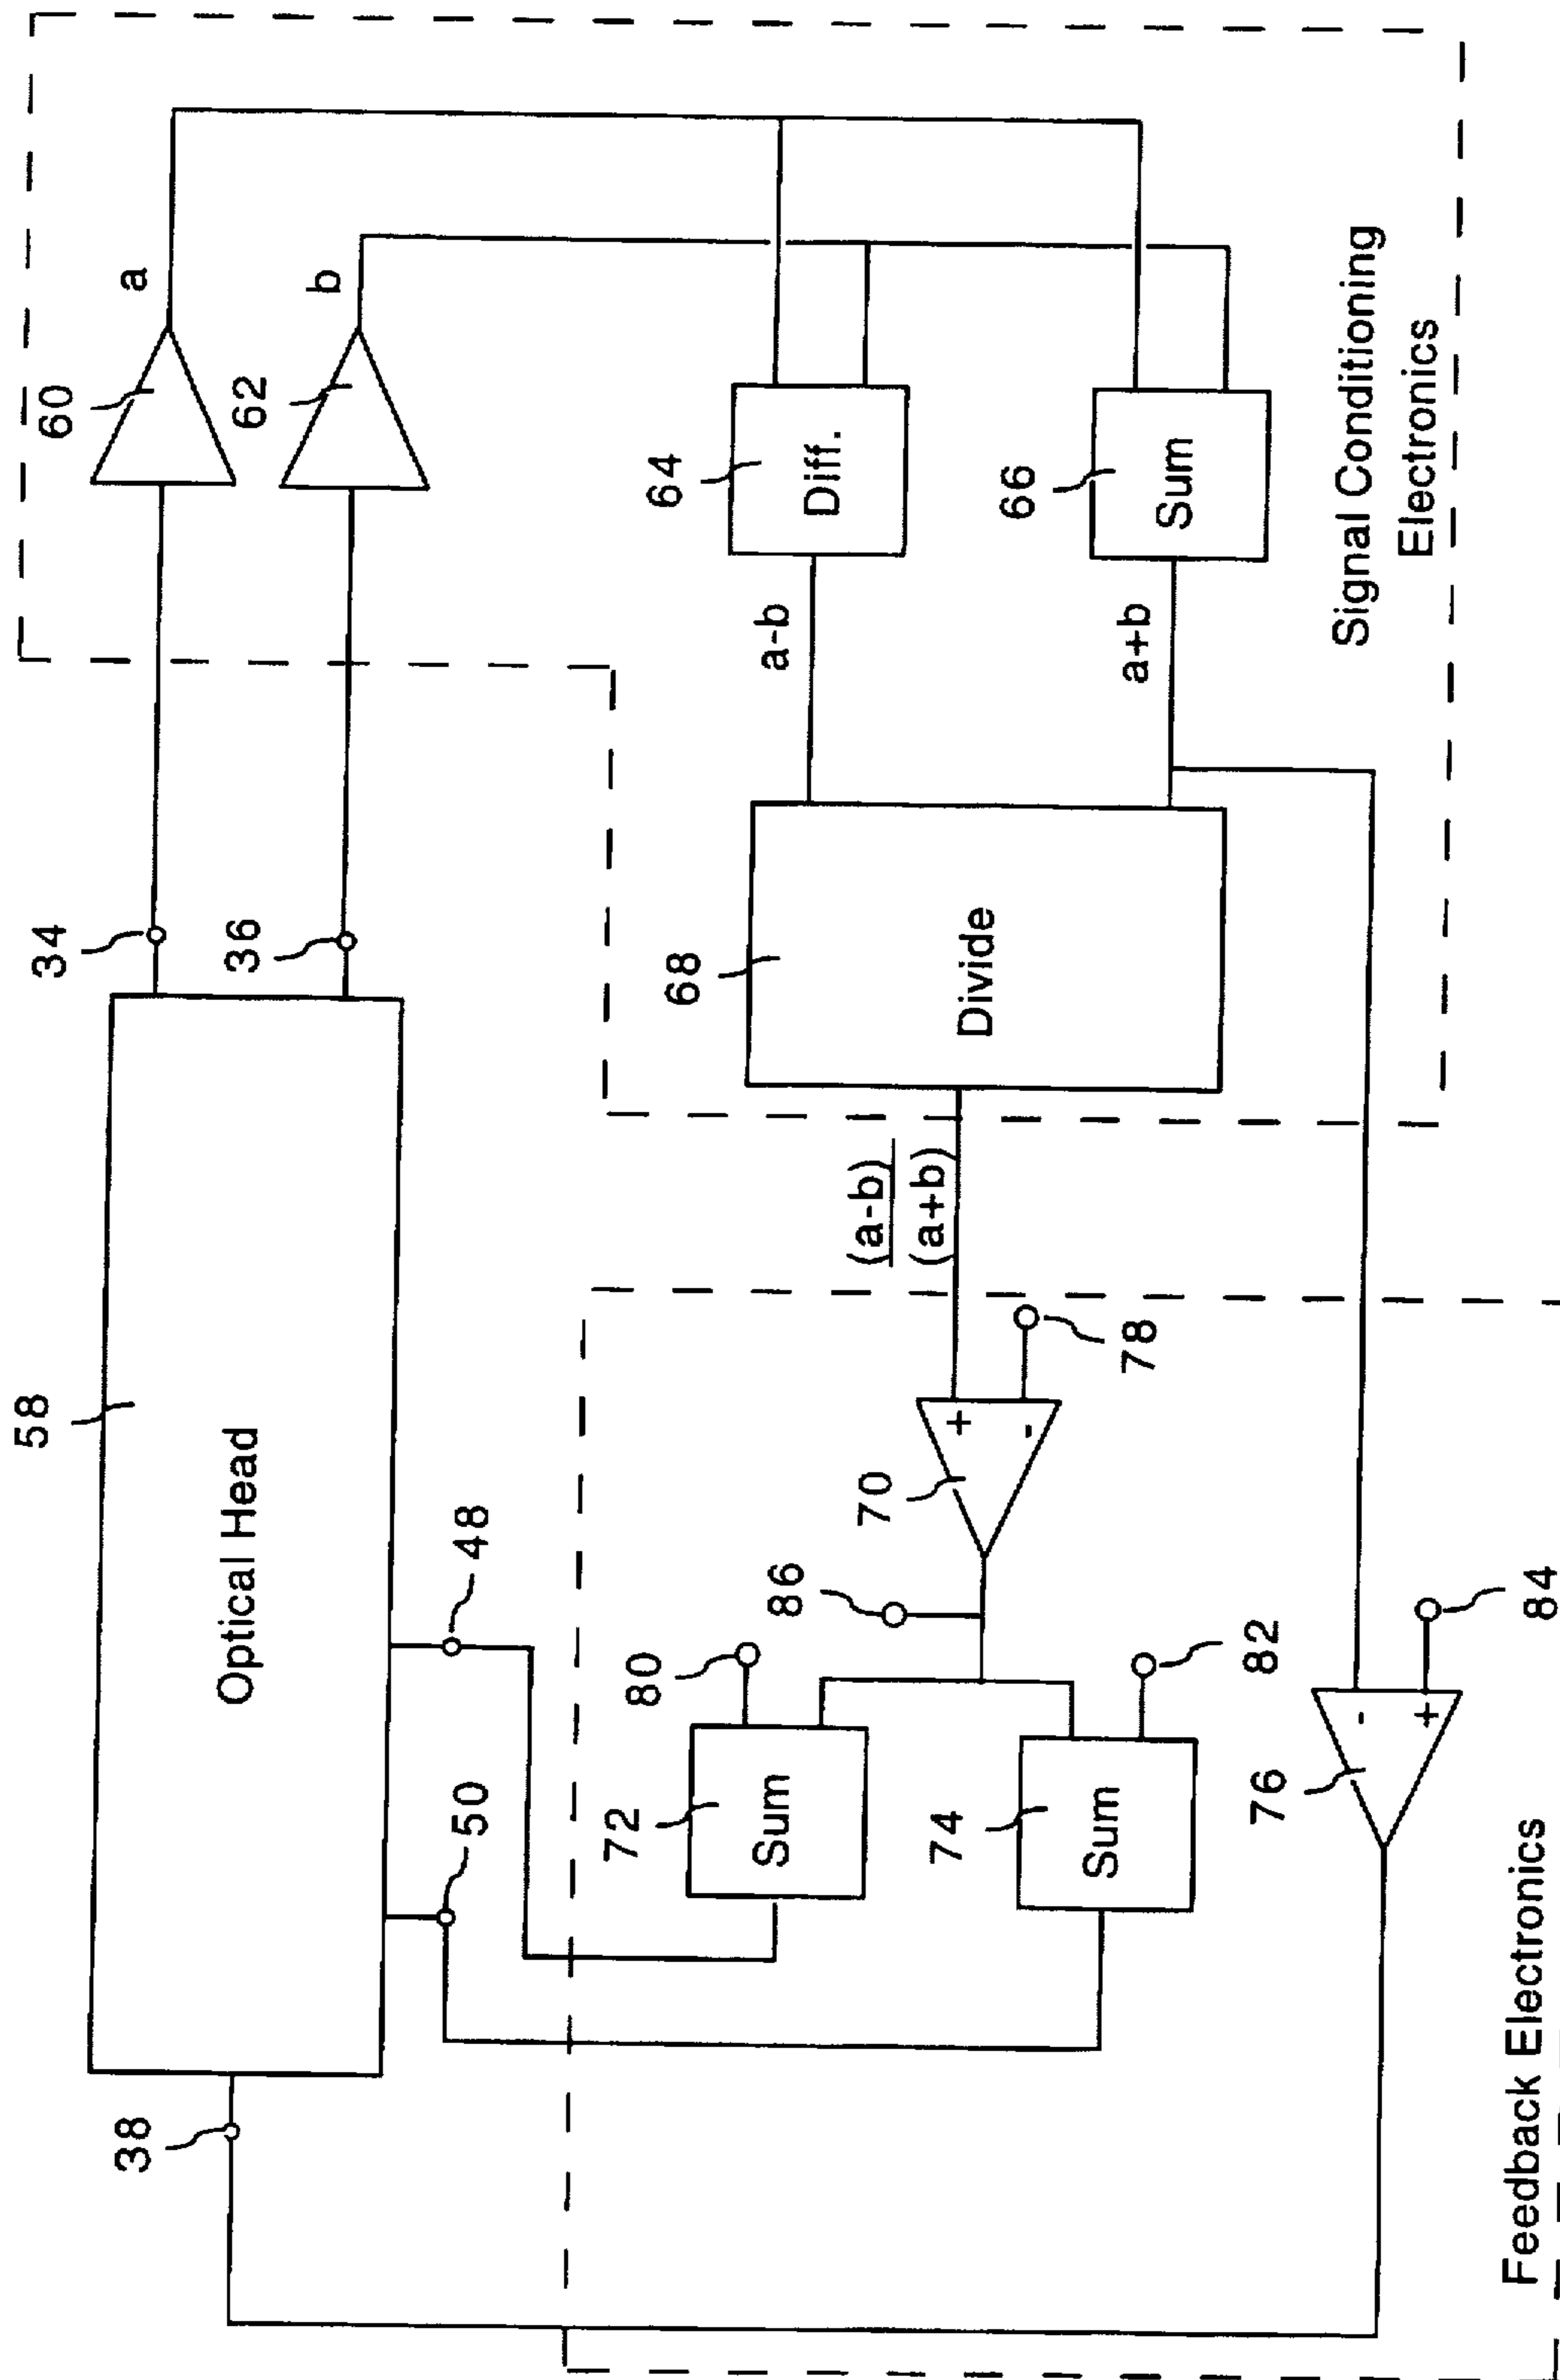 58
Optical Head
34
36
38
48
50
60
a
62
b
64
Diff.
66
Sum
a-b
a+b
68
Divide
Signal Conditioning
Electronics
(a-b)
(a+b)
70
+
-
78
86
80
72
Sum
74
Sum
82
76
-
+
84
Feedback Electronics